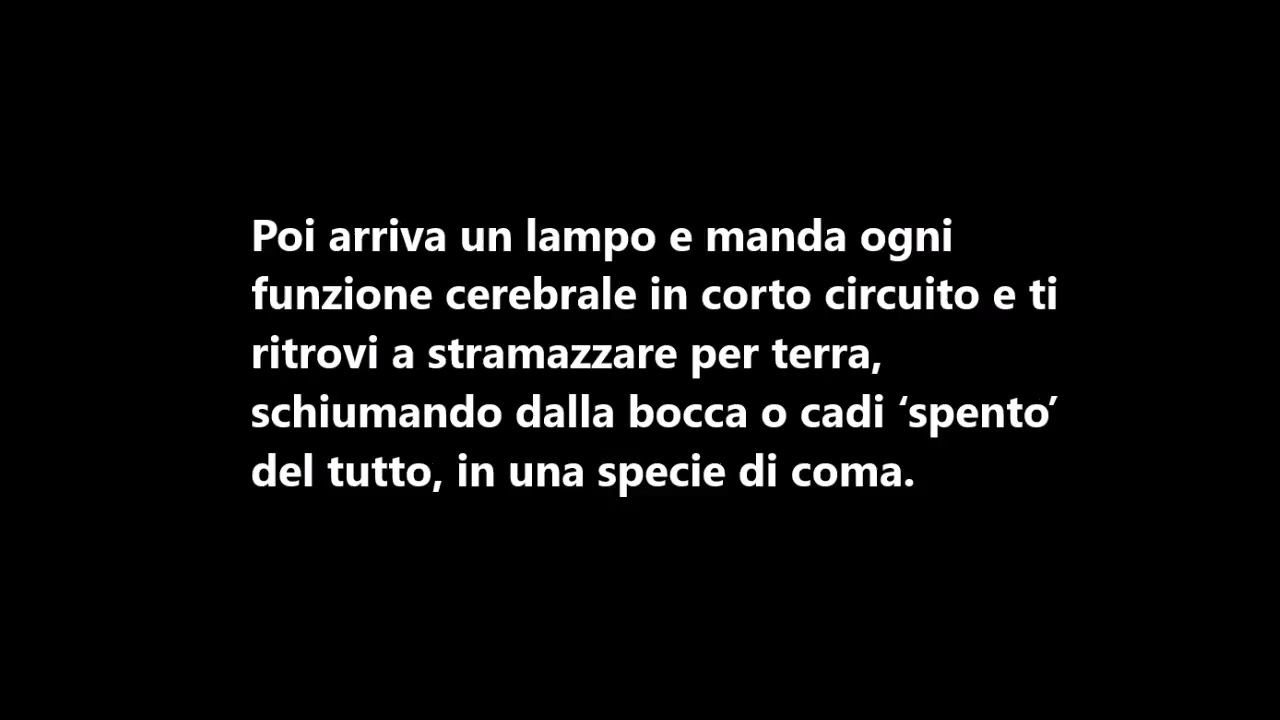 Poi arriva un lampo e manda ogni
funzione cerebrale in corto circuito e ti
ritrovi a stramazzare per terra,
schiumando dalla bocca o cadi ‘spento’
del tutto, in una specie di coma.